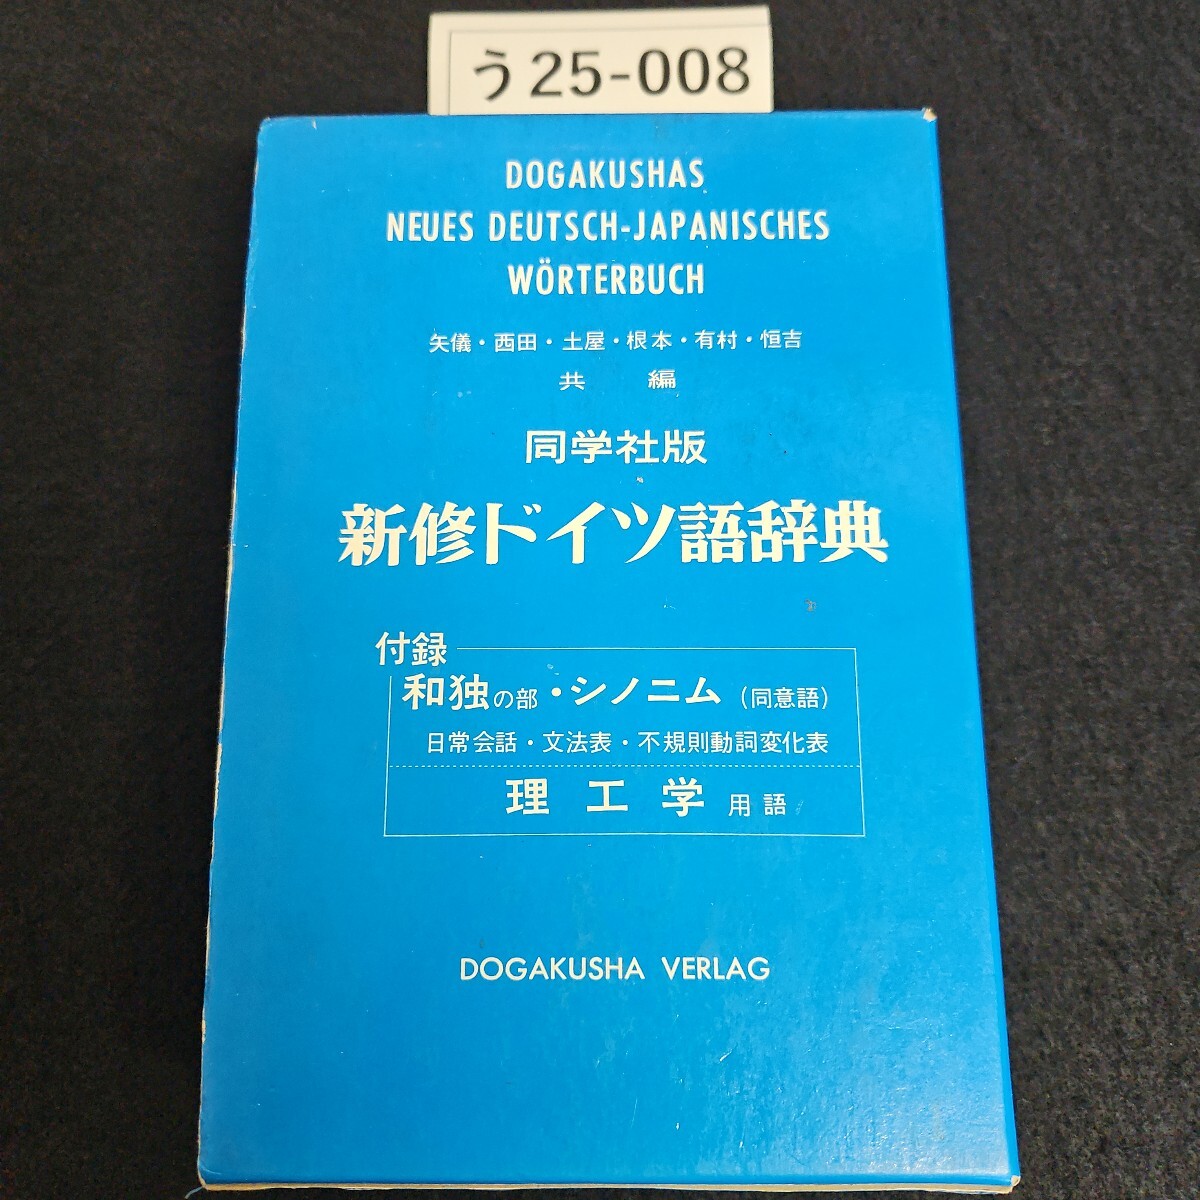 う25-008
DOGAKUSHAS
NEUES DEUTSCH-JAPANISCHES
WÖRTERBUCH
矢儀・西田・土屋・根本・有村・恒吉
共 編
同学社版
新修ドイツ語辞典
付録
和独の部・シノニム(同意語)
日常会話・文法表・不規則動詞変化表
理工学用語
DOGAKUSHA VERLAG